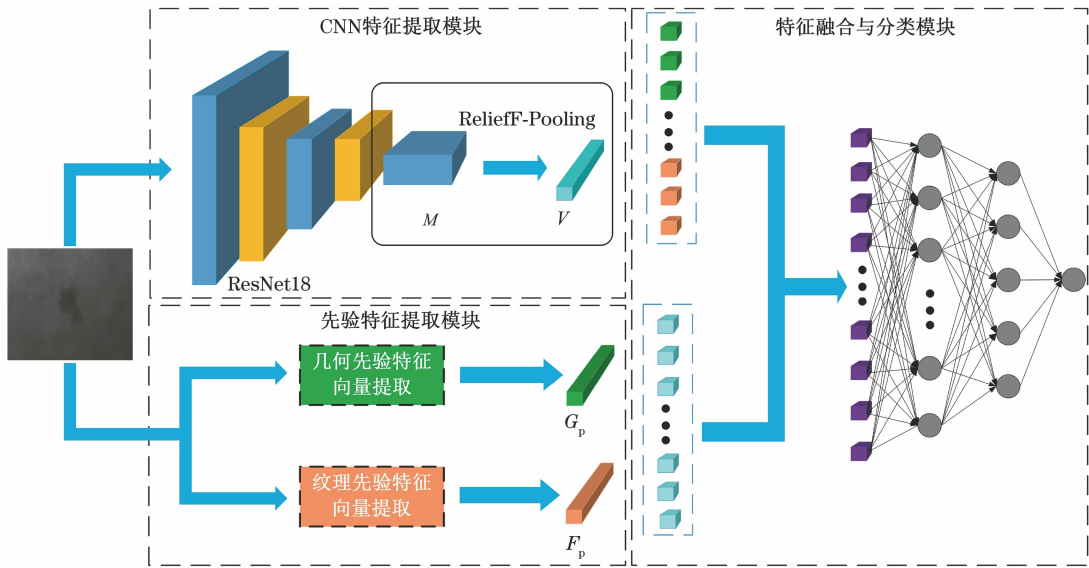 CNN特征提取模块
ReliefF-Pooling
M
V
ResNet18
先验特征提取模块
几何先验特征
向量提取
G_p
纹理先验特征
向量提取
F_p
特征融合与分类模块